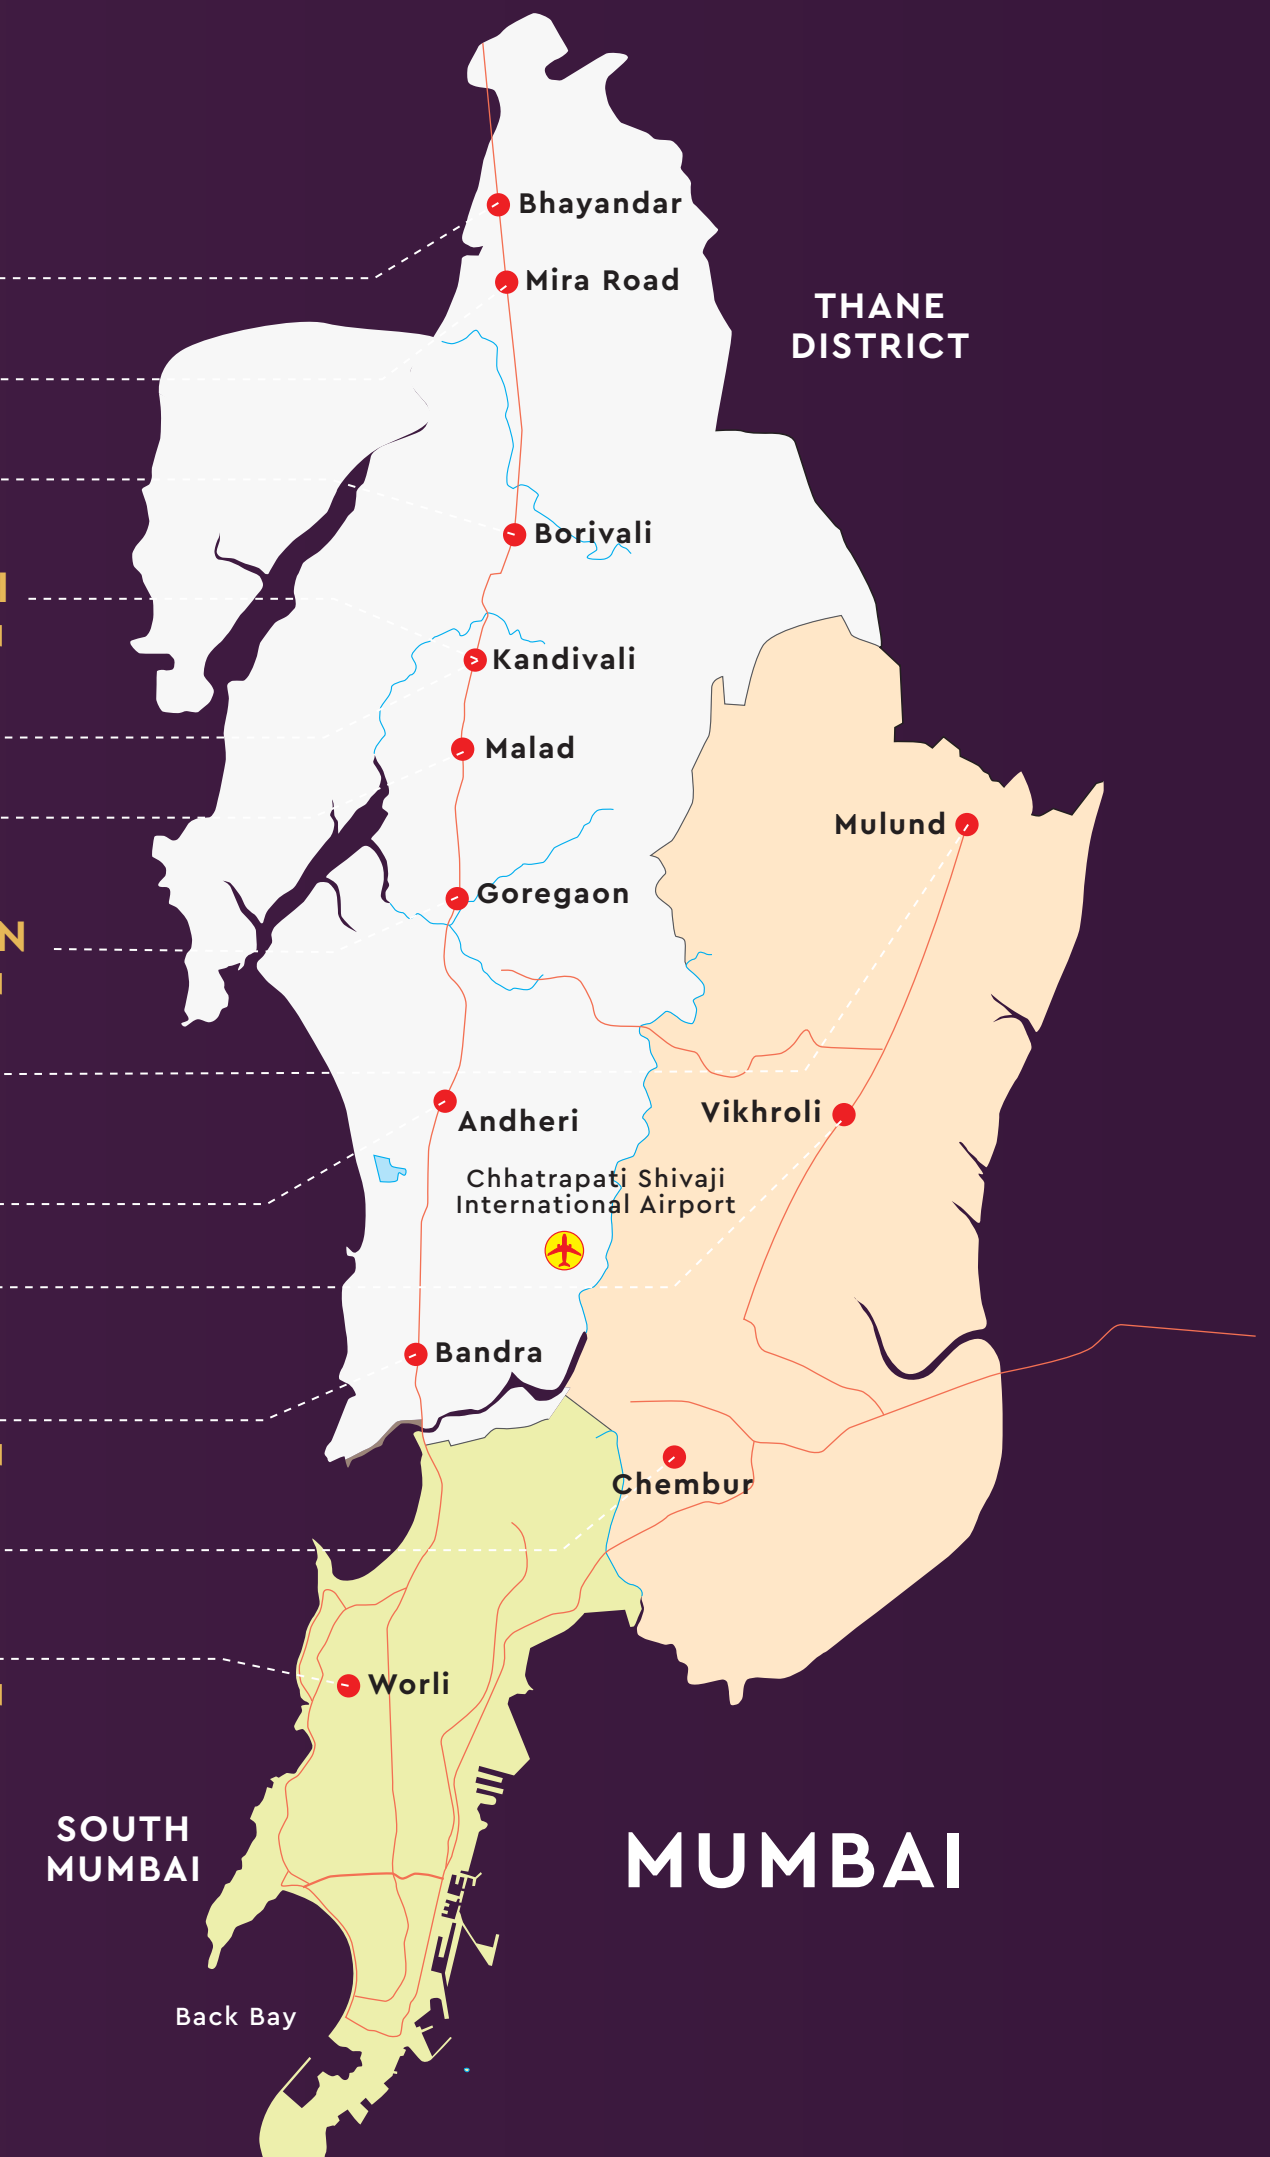 Bhayandar
Mira Road
THANE
DISTRICT
Borivali
Kandivali
Malad
Mulund
Goregaon
N
Vikhroli
Andheri
Chhatrapati Shivaji
International Airport
Bandra
Chembur
Worli
SOUTH
MUMBAI
MUMBAI
Back Bay